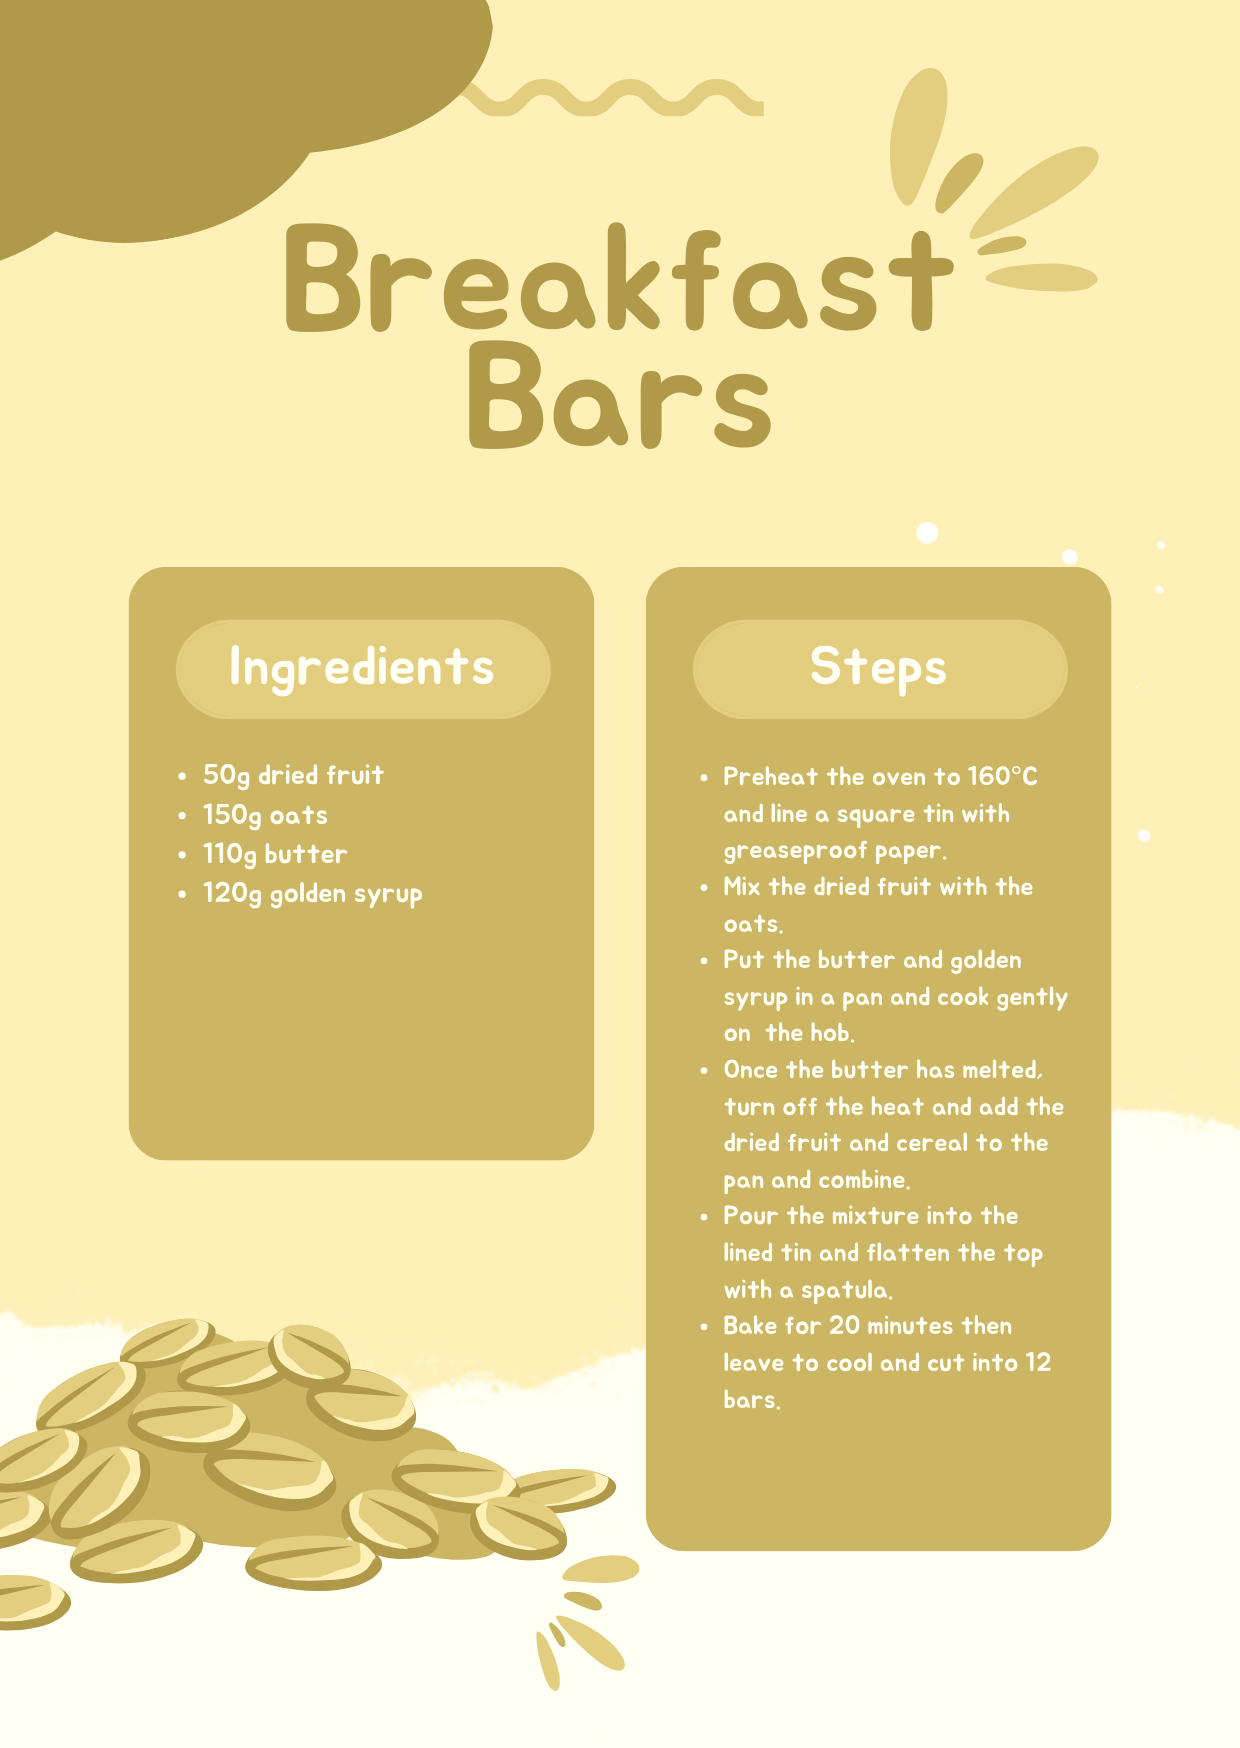 Breakfast
Bars
Ingredients
• 50g dried fruit
• 150g oats
• 110g butter
• 120g golden syrup
Steps
• Preheat the oven to 160°C
and line a square tin with
greaseproof paper.
• Mix the dried fruit with the
oats.
• Put the butter and golden
syrup in a pan and cook gently
on  the hob.
• Once the butter has melted,
turn off the heat and add the
dried fruit and cereal to the
pan and combine.
• Pour the mixture into the
lined tin and flatten the top
with a spatula.
• Bake for 20 minutes then
leave to cool and cut into 12
bars.